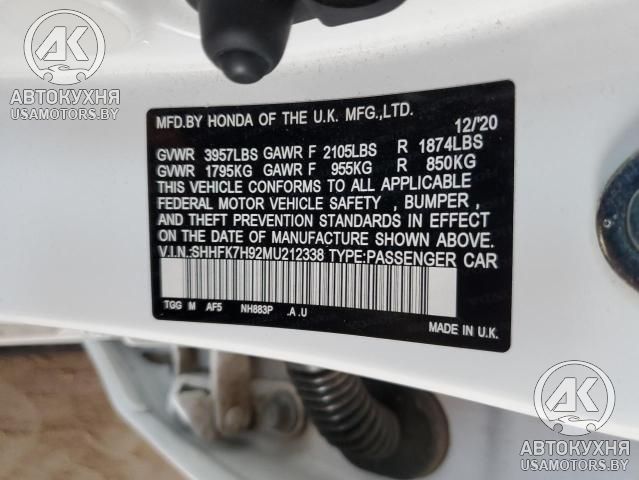 AK
АВТОКУХНЯ
USAMOTORS.BY
MFD.BY HONDA OF THE U.K. MFG.,LTD.
12/'20
GVWR 3957LBS GAWR F 2105LBS R 1874LBS
GVWR 1795KG GAWR F 955KG R 850KG
THIS VEHICLE CONFORMS TO ALL APPLICABLE
FEDERAL MOTOR VEHICLE SAFETY , BUMPER ,
AND THEFT PREVENTION STANDARDS IN EFFECT
ON THE DATE OF MANUFACTURE SHOWN ABOVE.
V.I.N.:SHHFK7H92MU212338 TYPE:PASSENGER CAR
TGG M AF5 NH883P .A .U
MADE IN U.K.
AK
АВТОКУХНЯ
USAMOTORS.BY